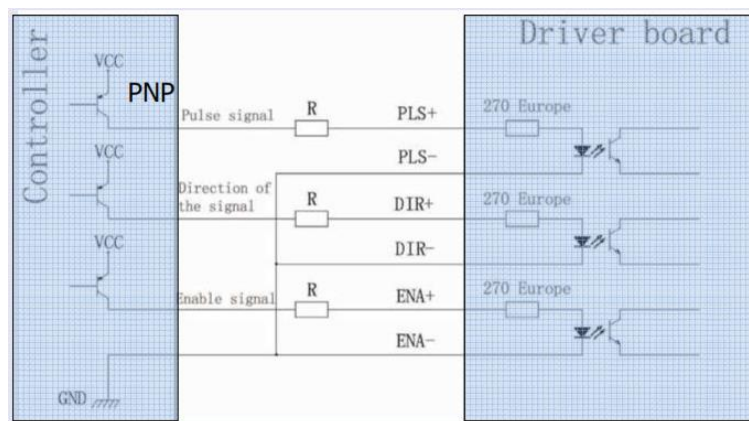 Controller
Driver board
VCC
PNP
Pulse signal
R
PLS+
270 Europe
PLS-
VCC
Direction of
the signal
R
DIR+
270 Europe
DIR-
VCC
Enable signal
R
ENA+
270 Europe
ENA-
GND